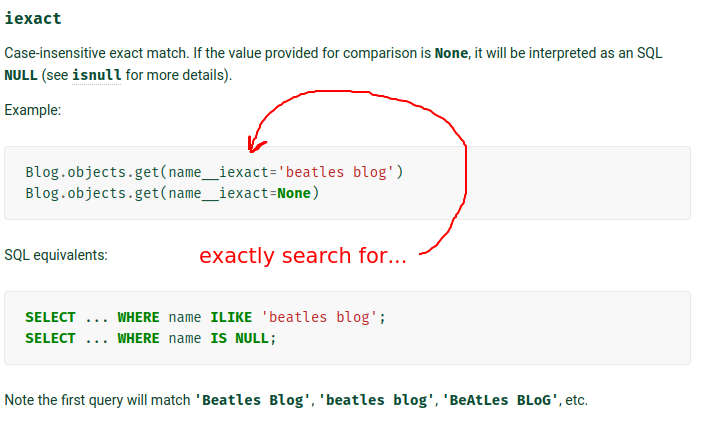 iexact
Case-insensitive exact match. If the value provided for comparison is None, it will be interpreted as an SQL
NULL (see isnull for more details).
Example:
Blog.objects.get(name__iexact='beatles blog')
Blog.objects.get(name__iexact=None)
SQL equivalents:
exactly search for...
SELECT ... WHERE name ILIKE 'beatles blog';
SELECT ... WHERE name IS NULL;
Note the first query will match 'Beatles Blog', 'beatles blog', 'BeAtLes BLoG', etc.